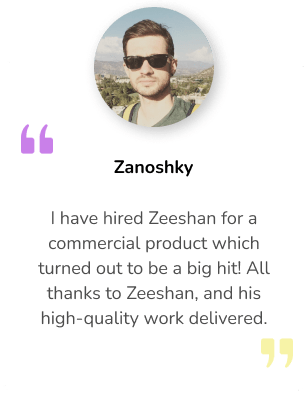 Zanoshky
I have hired Zeeshan for a
commercial product which
turned out to be a big hit! All
thanks to Zeeshan, and his
high-quality work delivered.